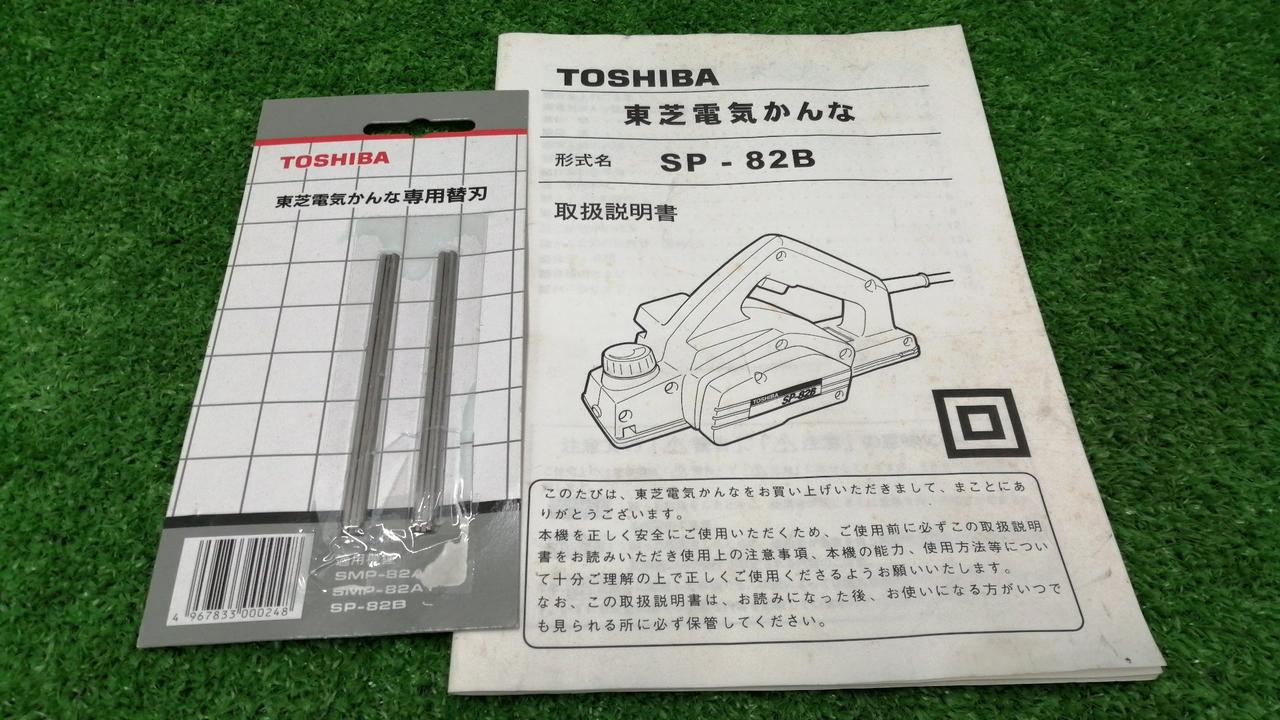 TOSHIBA
東芝電気かんな専用替刃
適用機種
SMP-82A
SMP-82A1
SP-82B
4 967833 000248
TOSHIBA
東芝電気かんな
形式名 SP - 82B
取扱説明書
TOSHIBA SP-82B
このたびは、東芝電気かんなをお買い上げいただきまして、まことにあ
りがとうございます。
本機を正しく安全にご使用いただくため、ご使用前に必ずこの取扱説明
書をお読みいただき使用上の注意事項、本機の能力、使用方法等につい
て十分ご理解の上で正しくご使用くださるようお願いいたします。
なお、この取扱説明書は、お読みになった後、お使いになる方がいつで
も見られる所に必ず保管してください。